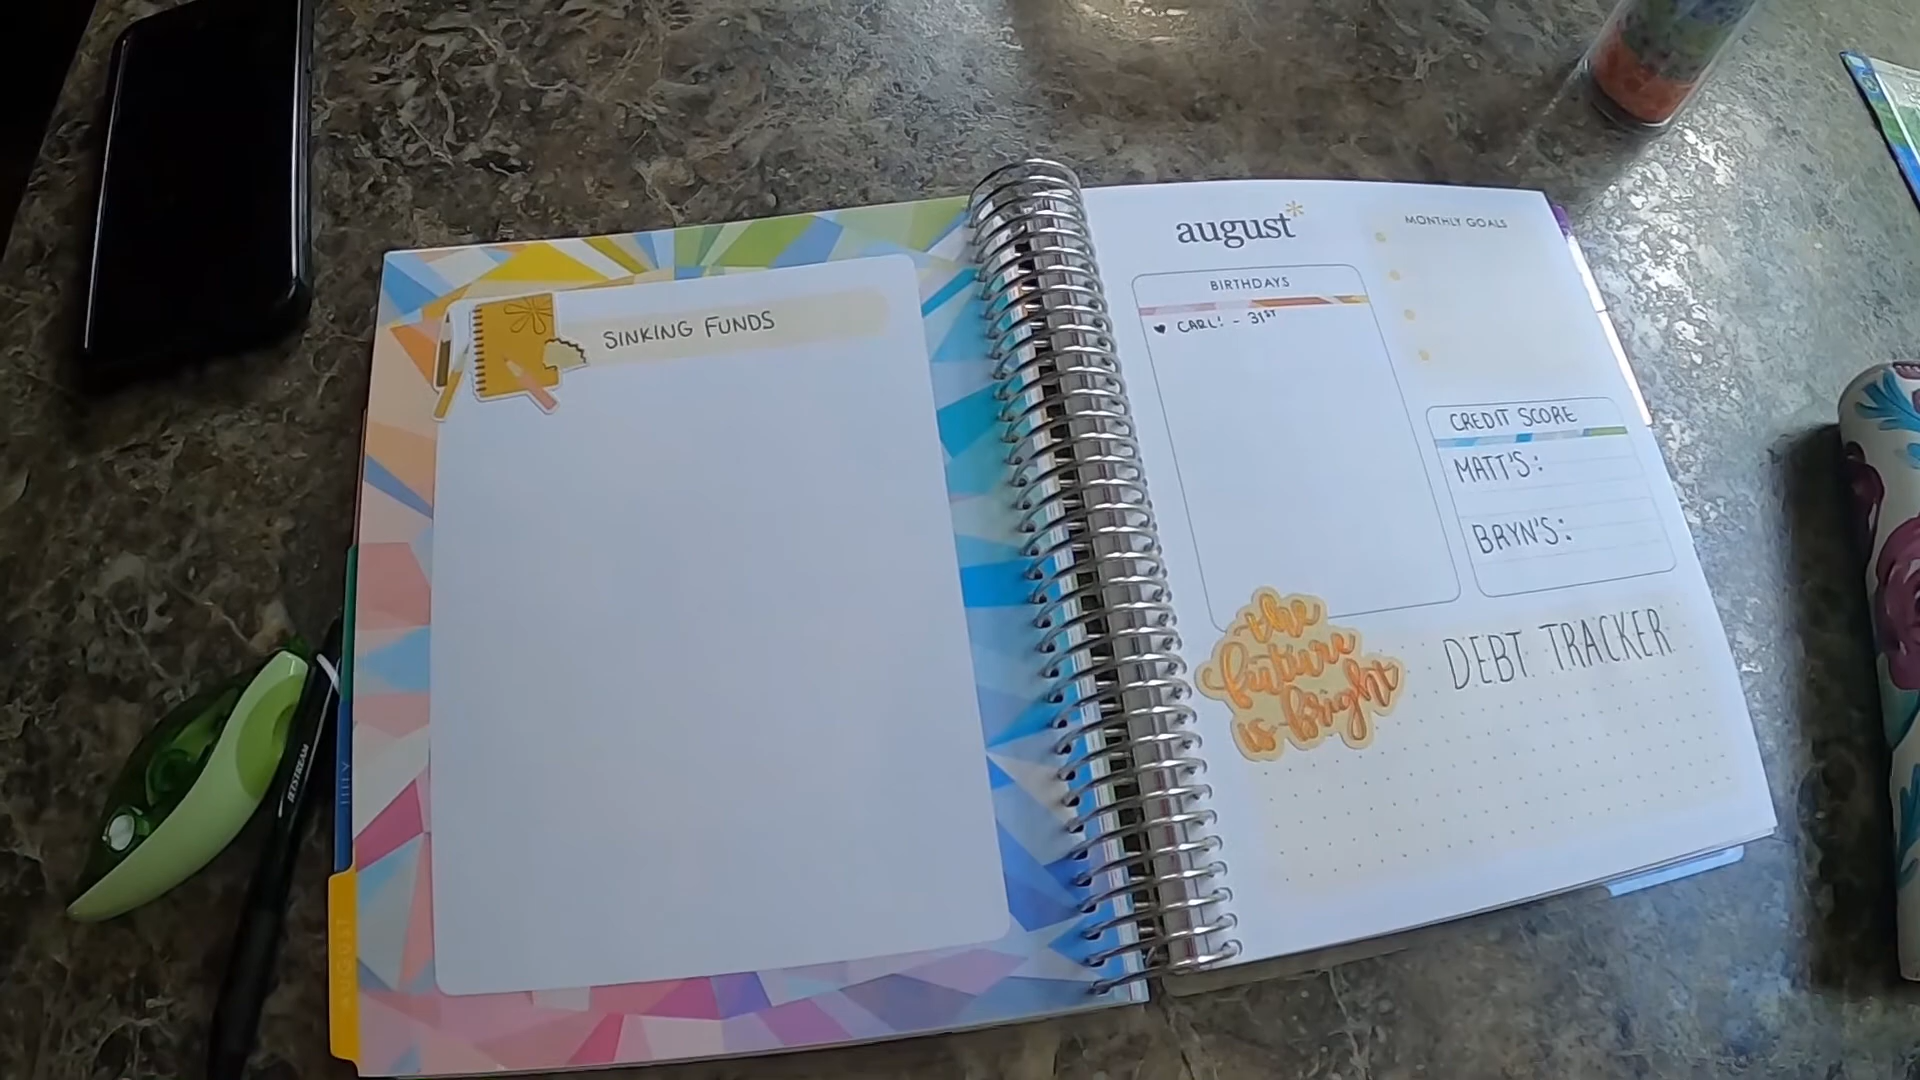 SINKING FUNDS
august
BIRTHDAYS
CARL! - 31ST
MONTHLY GOALS
CREDIT SCORE
MATT'S:
BRYN'S:
the
future
is bright
DEBT TRACKER
JETSTREAM
JULY
AUGUST